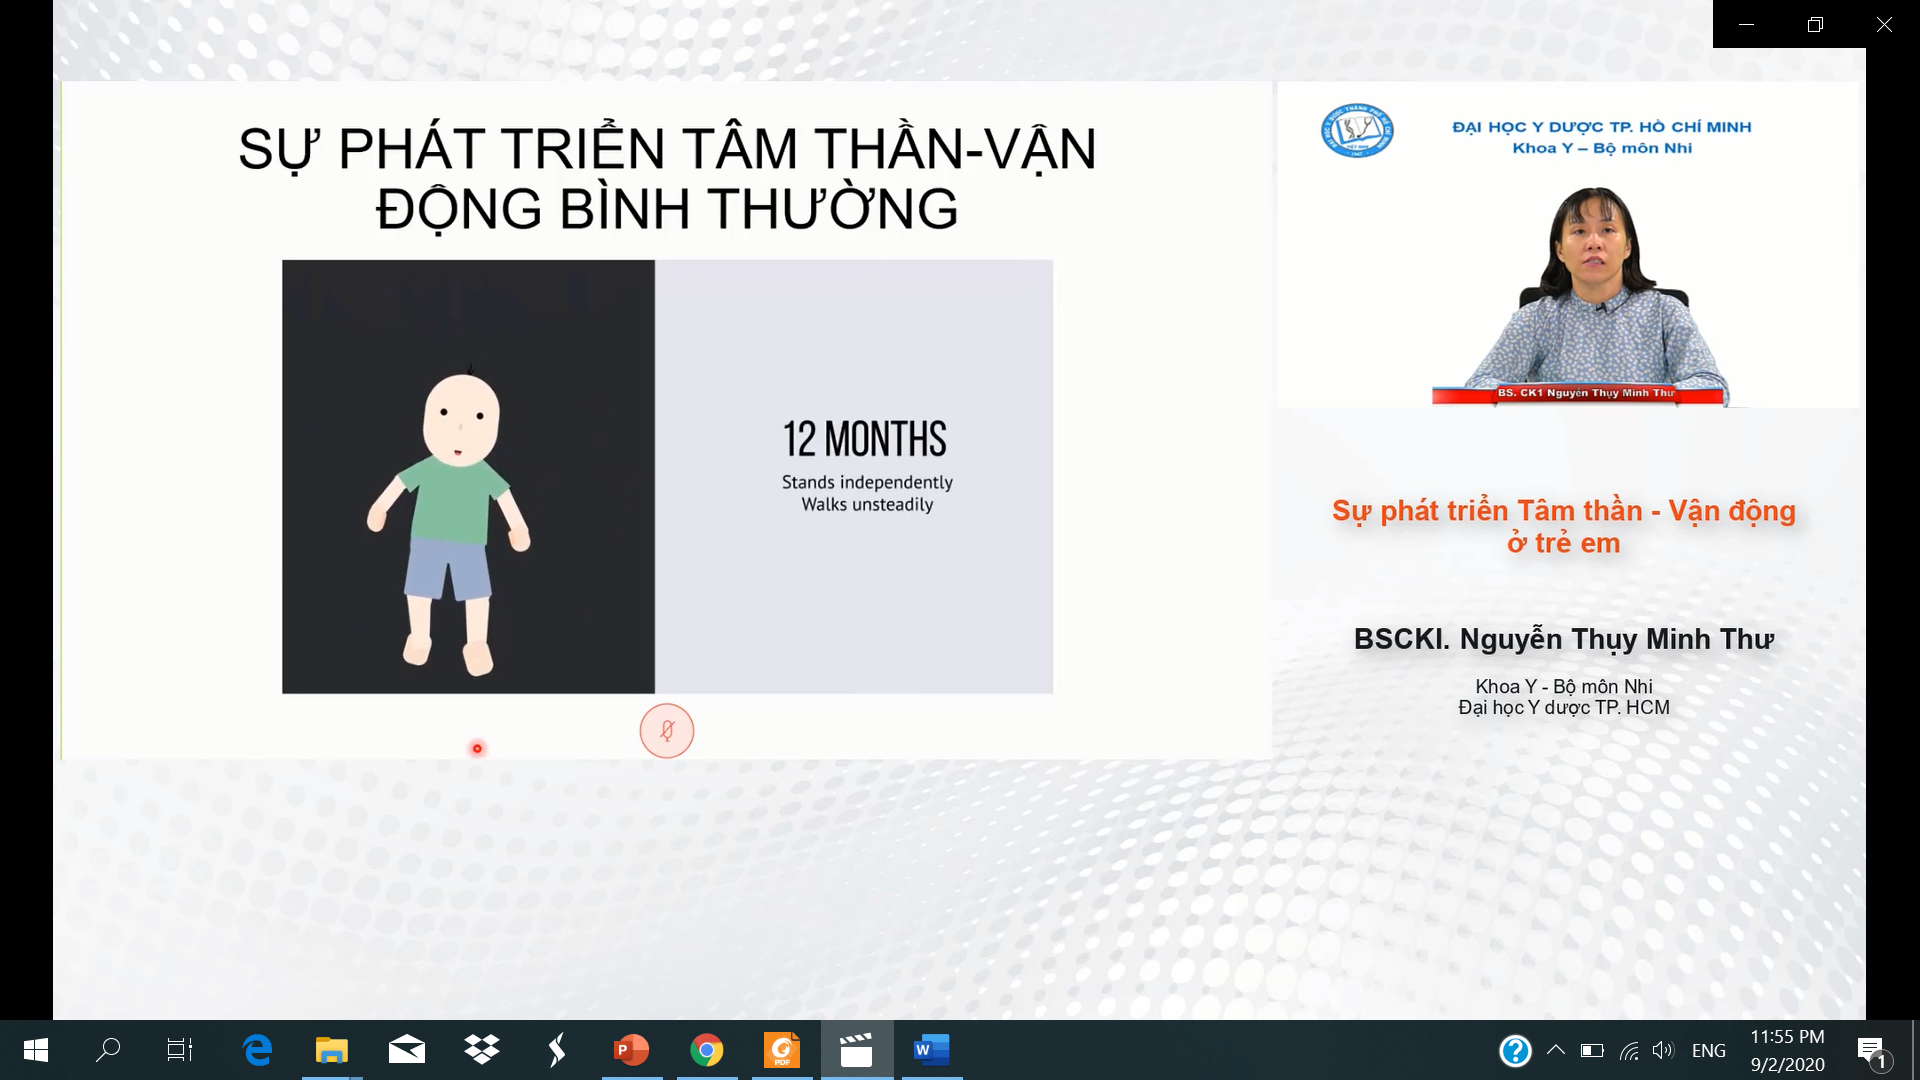 SỰ PHÁT TRIỂN TÂM THẦN-VẬN
ĐỘNG BÌNH THƯỜNG
12 MONTHS
Stands independently
Walks unsteadily
ĐẠI HỌC Y DƯỢC TP. HỒ CHÍ MINH
Khoa Y – Bộ môn Nhi
BS. CK1 Nguyễn Thụy Minh Thư
Sự phát triển Tâm thần - Vận động
ở trẻ em
BSCKI. Nguyễn Thụy Minh Thư
Khoa Y - Bộ môn Nhi
Đại học Y dược TP. HCM
ENG
11:55 PM
9/2/2020
1